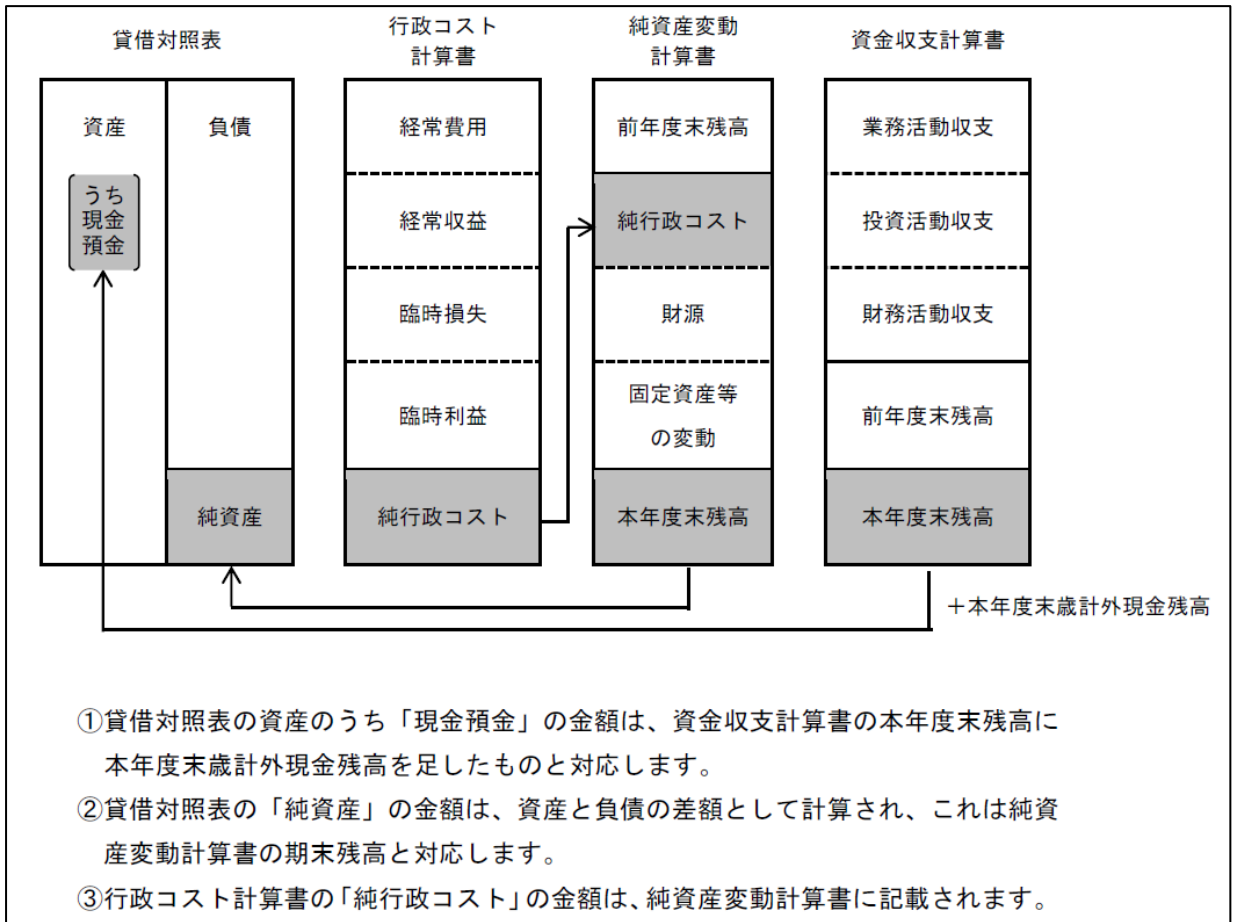 貸借対照表
行政コスト
計算書
純資産変動
計算書
資金収支計算書
資産
負債
うち
現金
預金
純資産
経常費用
経常収益
臨時損失
臨時利益
純行政コスト
前年度末残高
純行政コスト
財源
固定資産等
の変動
本年度末残高
業務活動収支
投資活動収支
財務活動収支
前年度末残高
本年度末残高
＋本年度末歳計外現金残高
①貸借対照表の資産のうち「現金預金」の金額は、資金収支計算書の本年度末残高に
本年度末歳計外現金残高を足したものと対応します。
②貸借対照表の「純資産」の金額は、資産と負債の差額として計算され、これは純資
産変動計算書の期末残高と対応します。
③行政コスト計算書の「純行政コスト」の金額は、純資産変動計算書に記載されます。